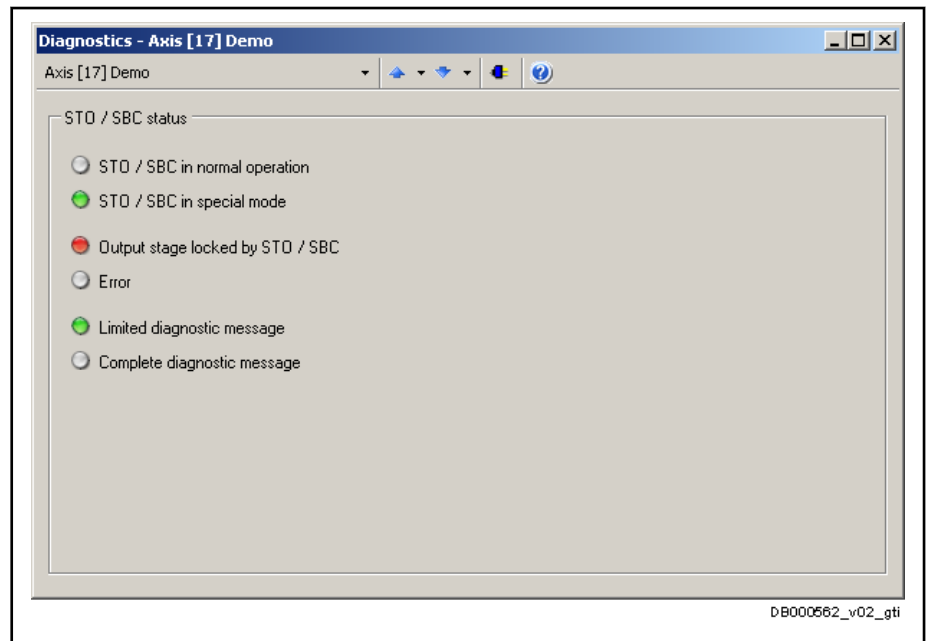 Diagnostics - Axis [17] Demo
Axis [17] Demo
STO / SBC status
STO / SBC in normal operation
STO / SBC in special mode
Output stage locked by STO / SBC
Error
Limited diagnostic message
Complete diagnostic message
DB000562_v02_gti